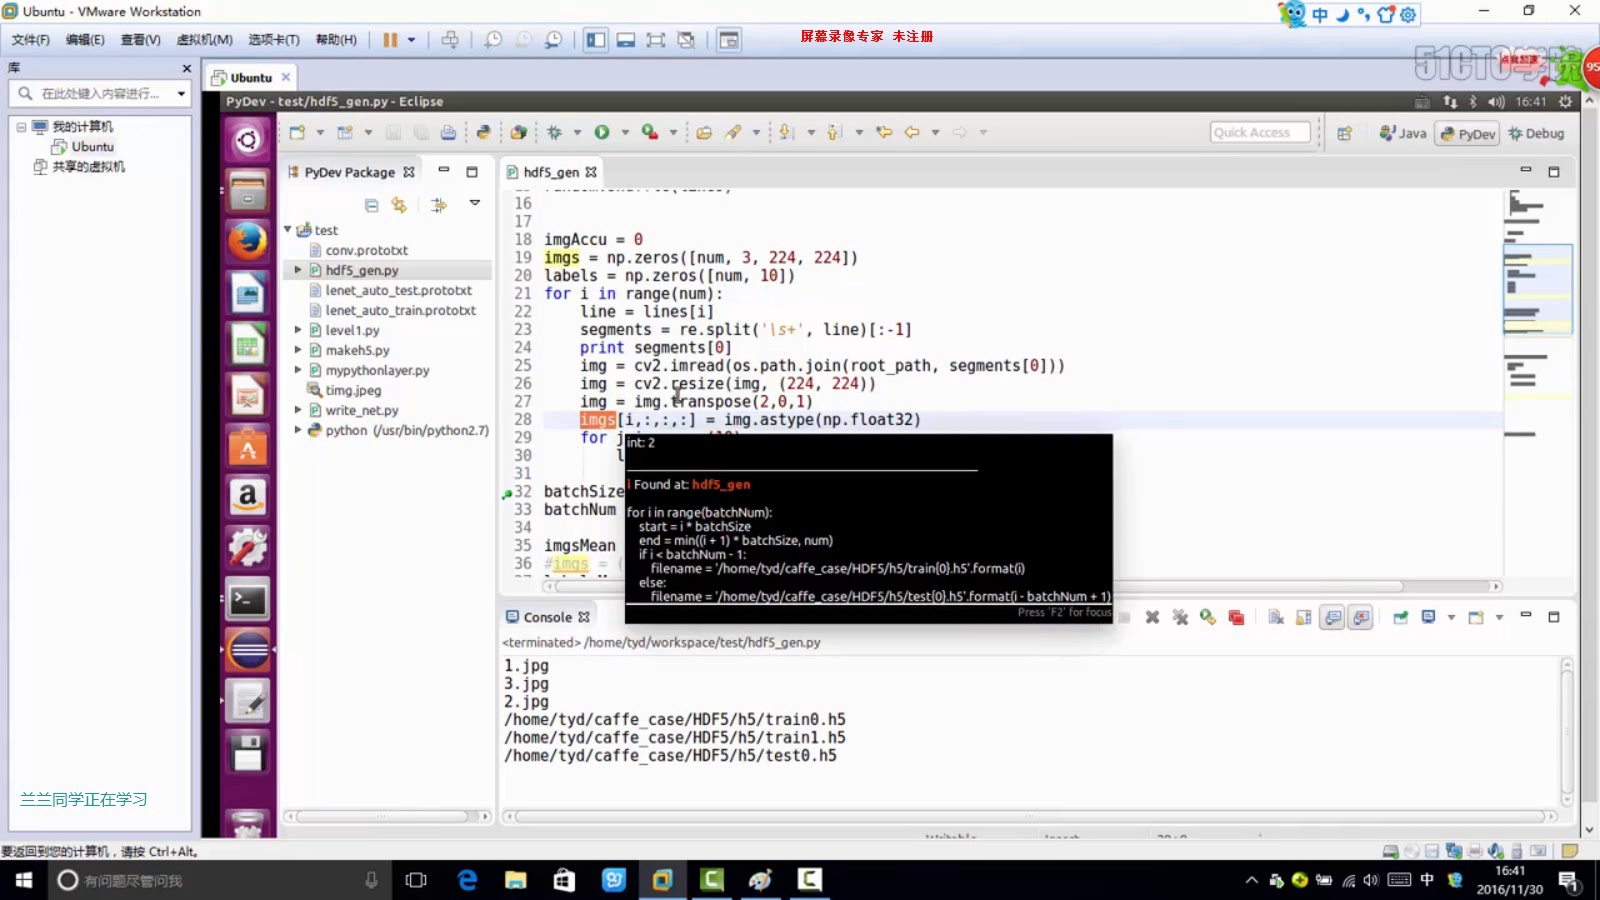 Ubuntu - VMware Workstation
中
文件(F) 编辑(E) 查看(V) 虚拟机(M) 选项卡(T) 帮助(H)
屏幕录像专家 未注册
51CTO学院
点我加速
95
库
在此处键入内容进行...
我的计算机
Ubuntu
共享的虚拟机
兰兰同学正在学习
Ubuntu
PyDev - test/hdf5_gen.py - Eclipse
16:41
Quick Access
Java
PyDev
Debug
PyDev Package
test
conv.prototxt
hdf5_gen.py
lenet_auto_test.prototxt
lenet_auto_train.prototxt
level1.py
makeh5.py
mypythonlayer.py
timg.jpeg
write_net.py
python (/usr/bin/python2.7)
hdf5_gen
16
17
18 imgAccu = 0
19 imgs = np.zeros([num, 3, 224, 224])
20 labels = np.zeros([num, 10])
21 for i in range(num):
22 line = lines[i]
23 segments = re.split('\s+', line)[:-1]
24 print segments[0]
25 img = cv2.imread(os.path.join(root_path, segments[0]))
26 img = cv2.resize(img, (224, 224))
27 img = img.transpose(2,0,1)
28 imgs[i,:,:,:] = img.astype(np.float32)
29 for j
30 l
31
32 batchSize
33 batchNum
34
35 imgsMean
36 #imgs = (
int: 2
i Found at: hdf5_gen
for i in range(batchNum):
start = i * batchSize
end = min((i + 1) * batchSize, num)
if i < batchNum - 1:
filename = '/home/tyd/caffe_case/HDF5/h5/train{0}.h5'.format(i)
else:
filename = '/home/tyd/caffe_case/HDF5/h5/test{0}.h5'.format(i - batchNum + 1)
Press 'F2' for focus
Console
<terminated> /home/tyd/workspace/test/hdf5_gen.py
1.jpg
3.jpg
2.jpg
/home/tyd/caffe_case/HDF5/h5/train0.h5
/home/tyd/caffe_case/HDF5/h5/train1.h5
/home/tyd/caffe_case/HDF5/h5/test0.h5
要返回到您的计算机，请按 Ctrl+Alt。
有问题尽管问我
中
16:41
2016/11/30
1